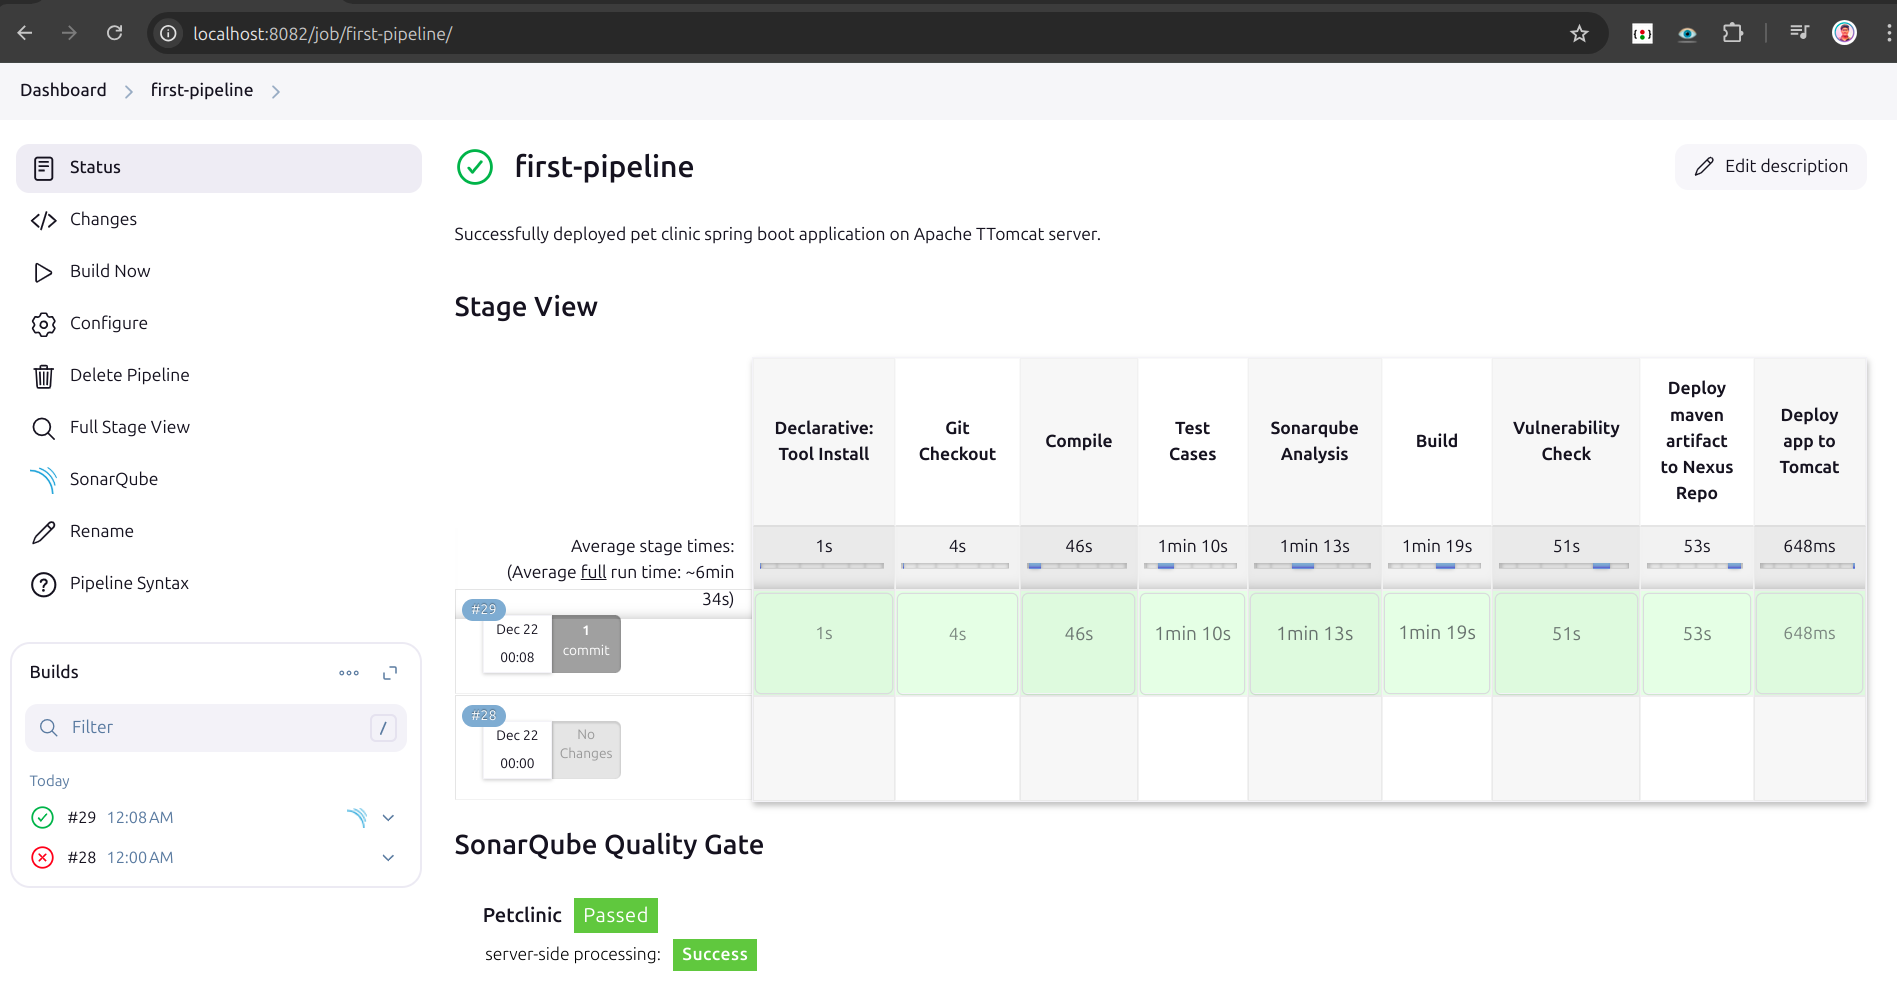 localhost:8082/job/first-pipeline/
Dashboard
first-pipeline
Status
Changes
Build Now
Configure
Delete Pipeline
Full Stage View
SonarQube
Rename
Pipeline Syntax
Builds
Filter
/
Today
#29 12:08 AM
#28 12:00 AM
first-pipeline
Edit description
Successfully deployed pet clinic spring boot application on Apache TTomcat server.
Stage View
Declarative:
Tool Install
Git
Checkout
Compile
Test
Cases
Sonarqube
Analysis
Build
Vulnerability
Check
Deploy
maven
artifact
to Nexus
Repo
Deploy
app to
Tomcat
Average stage times:
(Average full run time: ~6min
34s)
1s 4s 46s 1min 10s 1min 13s 1min 19s 51s 53s 648ms
#29
Dec 22
00:08
1
commit
1s 4s 46s 1min 10s 1min 13s 1min 19s 51s 53s 648ms
#28
Dec 22
00:00
No
Changes
SonarQube Quality Gate
Petclinic Passed
server-side processing: Success